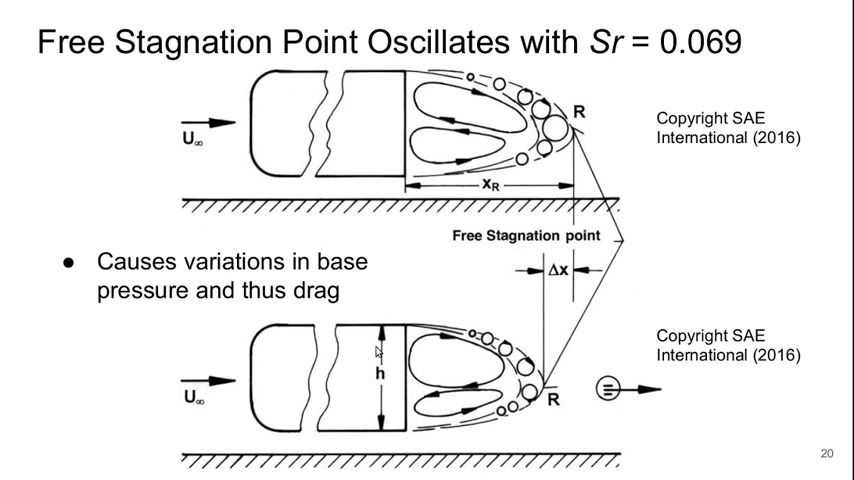 Free Stagnation Point Oscillates with Sr = 0.069
R
Copyright SAE
International (2016)
U∞
xR
Free Stagnation point
● Causes variations in base
pressure and thus drag
Δx
Copyright SAE
International (2016)
h
U∞
R
20